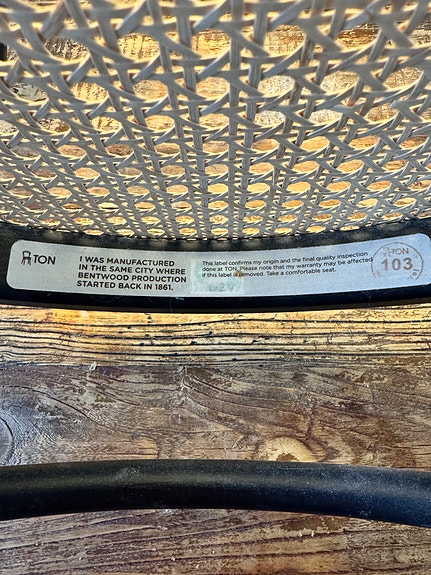 TON
I WAS MANUFACTURED
IN THE SAME CITY WHERE
BENTWOOD PRODUCTION
STARTED BACK IN 1861.
This label confirms my origin and the final quality inspection
done at TON. Please note that my warranty may be affected
if this label is removed. Take a comfortable seat.
TON
103